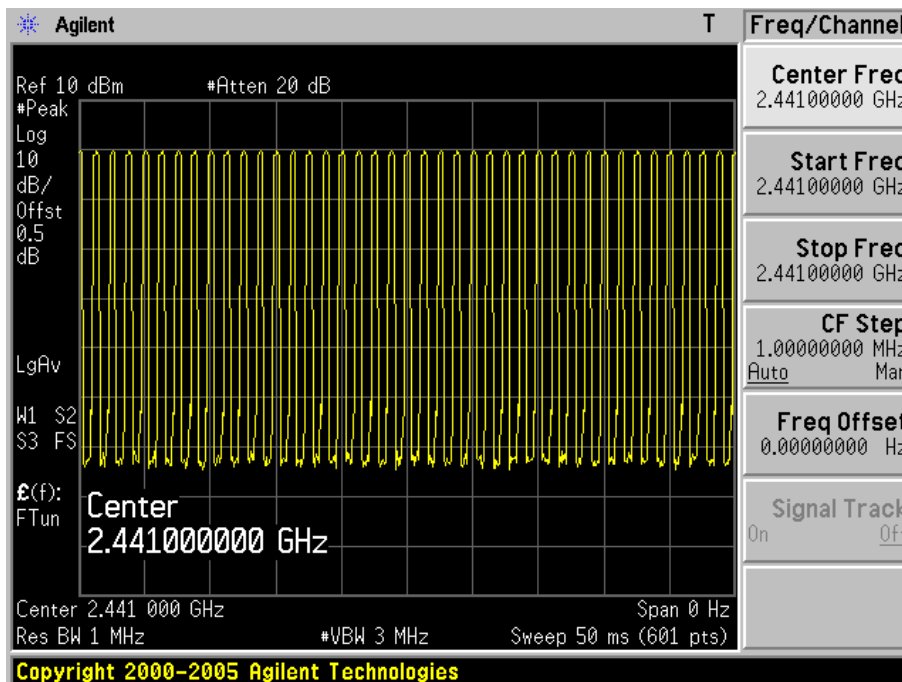 Agilent T
Ref 10 dBm #Atten 20 dB
#Peak
Log
10
dB/
Offst
0.5
dB
LgAv
W1 S2
S3 FS
£(f):
FTun
Center
2.441000000 GHz
Center 2.441 000 GHz Span 0 Hz
Res BW 1 MHz #VBW 3 MHz Sweep 50 ms (601 pts)
Copyright 2000-2005 Agilent Technologies
Freq/Channel
Center Freq
2.44100000 GHz
Start Freq
2.44100000 GHz
Stop Freq
2.44100000 GHz
CF Step
1.00000000 MHz
Auto Man
Freq Offset
0.00000000 Hz
Signal Track
On Off